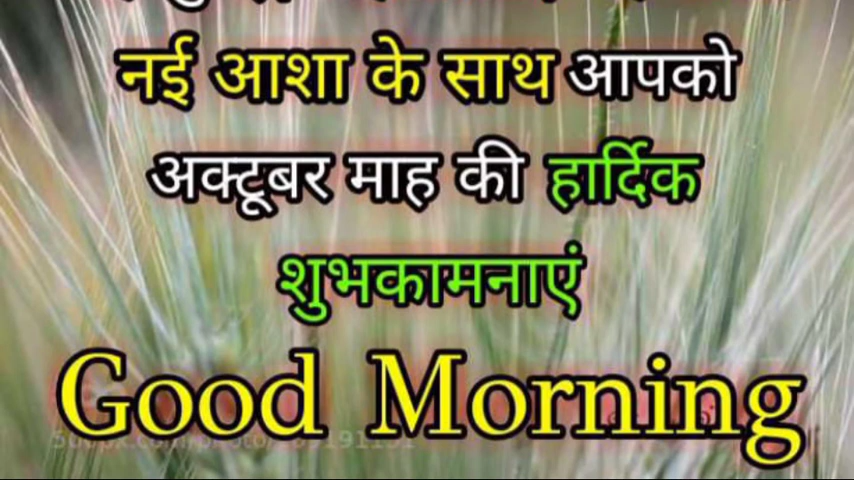 नई आशा के साथ आपको
अक्टूबर माह की हार्दिक
शुभकामनाएं
Good Morning